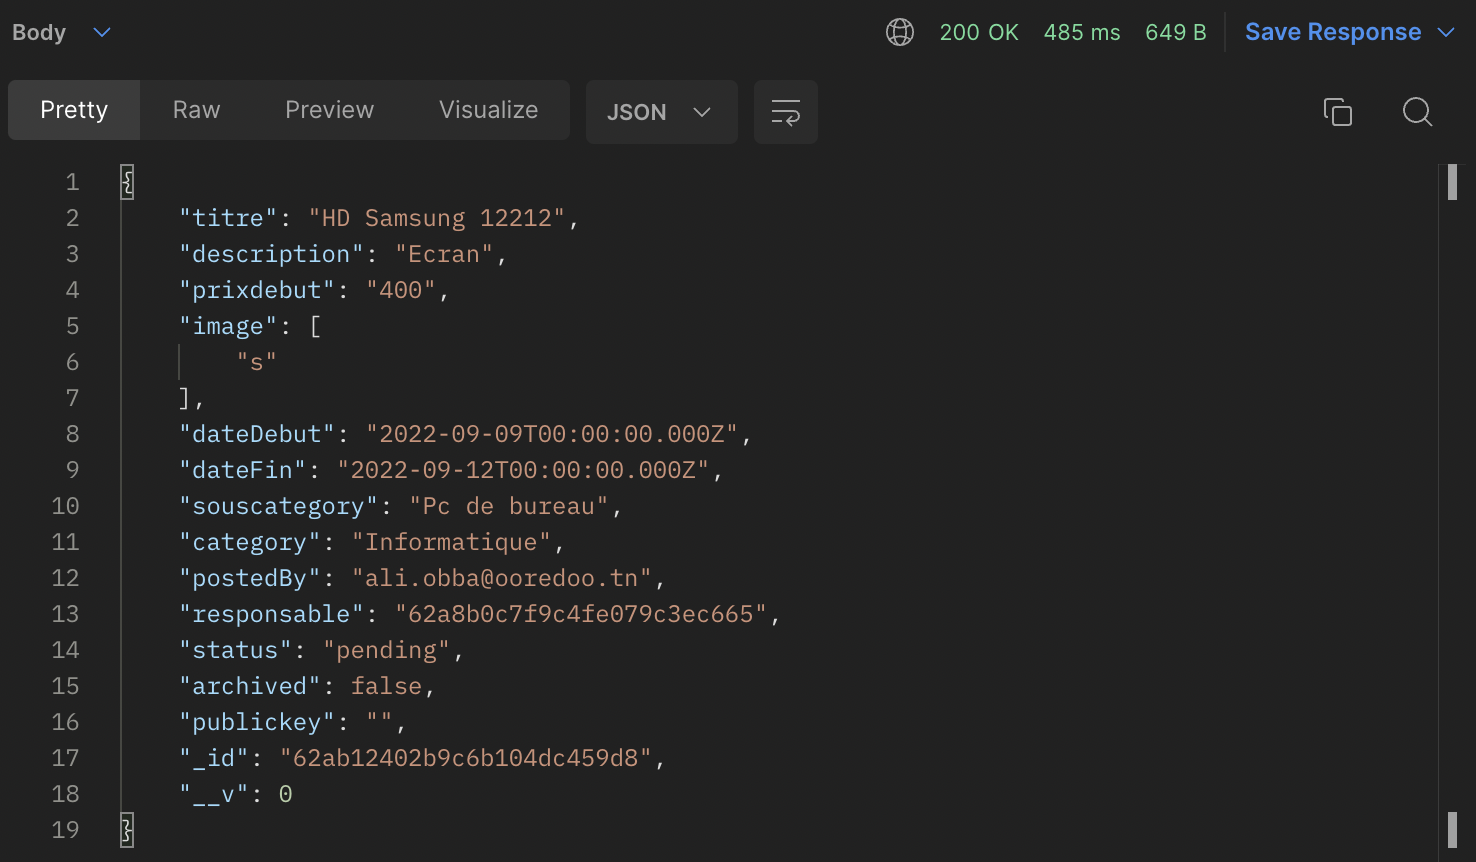 Body 200 OK 485 ms 649 B Save Response
Pretty Raw Preview Visualize JSON
1 {
2 "titre": "HD Samsung 12212",
3 "description": "Ecran",
4 "prixdebut": "400",
5 "image": [
6 "s"
7 ],
8 "dateDebut": "2022-09-09T00:00:00.000Z",
9 "dateFin": "2022-09-12T00:00:00.000Z",
10 "souscategory": "Pc de bureau",
11 "category": "Informatique",
12 "postedBy": "ali.obba@ooredoo.tn",
13 "responsable": "62a8b0c7f9c4fe079c3ec665",
14 "status": "pending",
15 "archived": false,
16 "publickey": "",
17 "_id": "62ab12402b9c6b104dc459d8",
18 "__v": 0
19 }